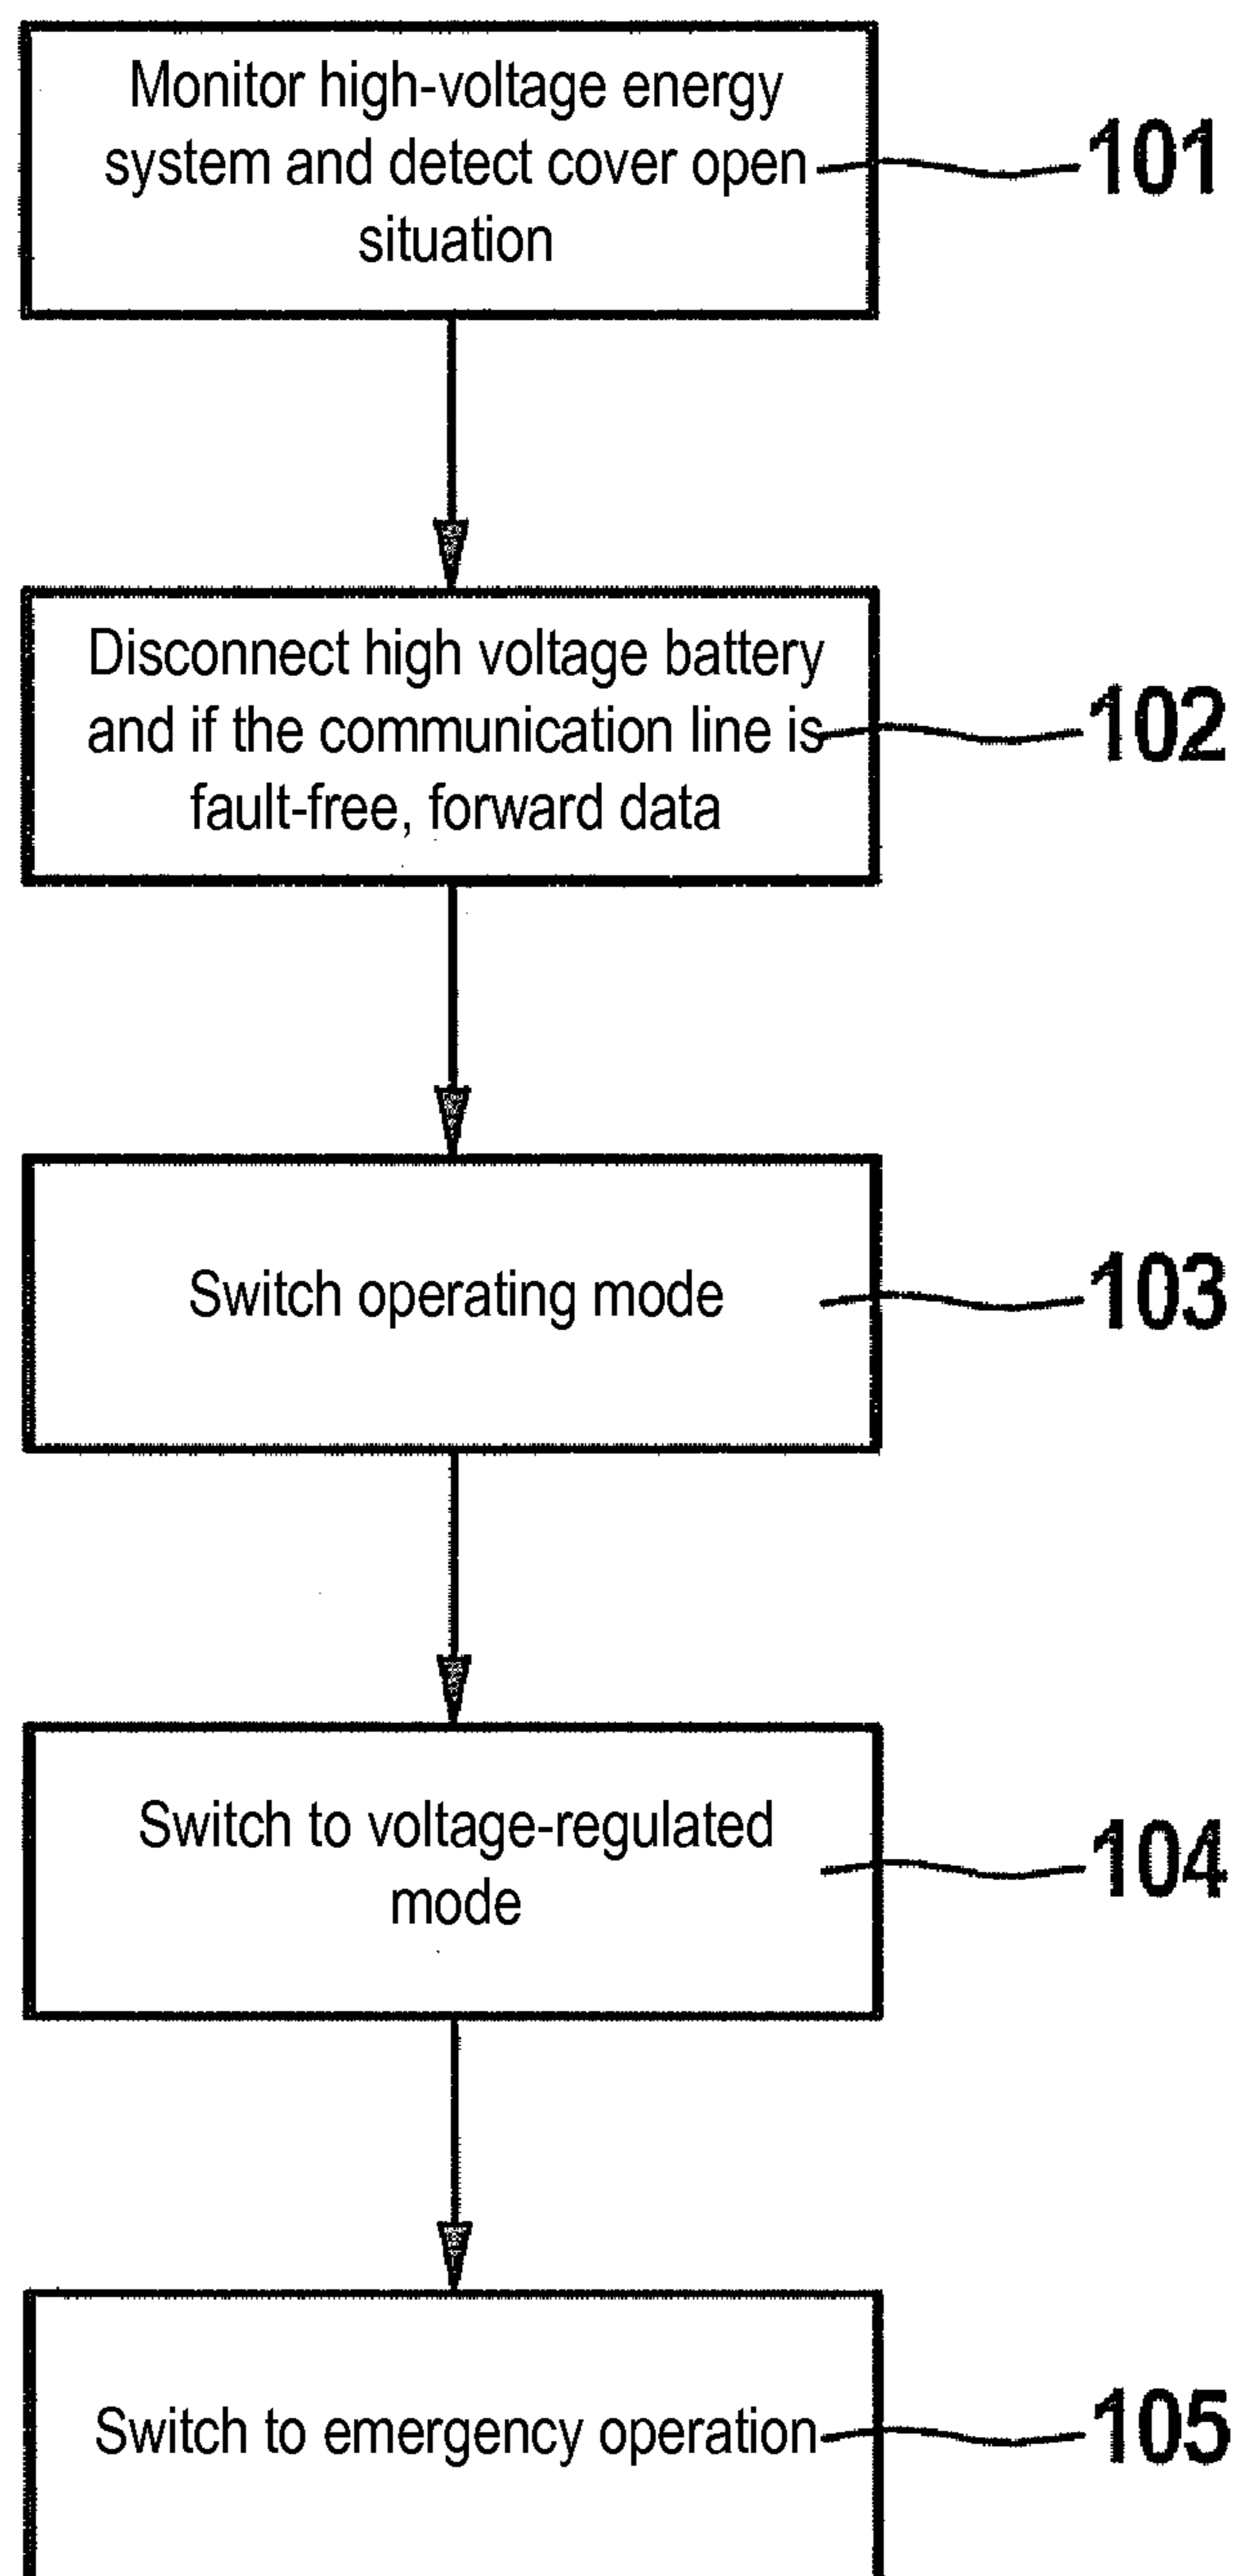 Monitor high-voltage energy
system and detect cover open
situation
101
Disconnect high voltage battery
and if the communication line is
fault-free, forward data
102
Switch operating mode
103
Switch to voltage-regulated
mode
104
Switch to emergency operation
105